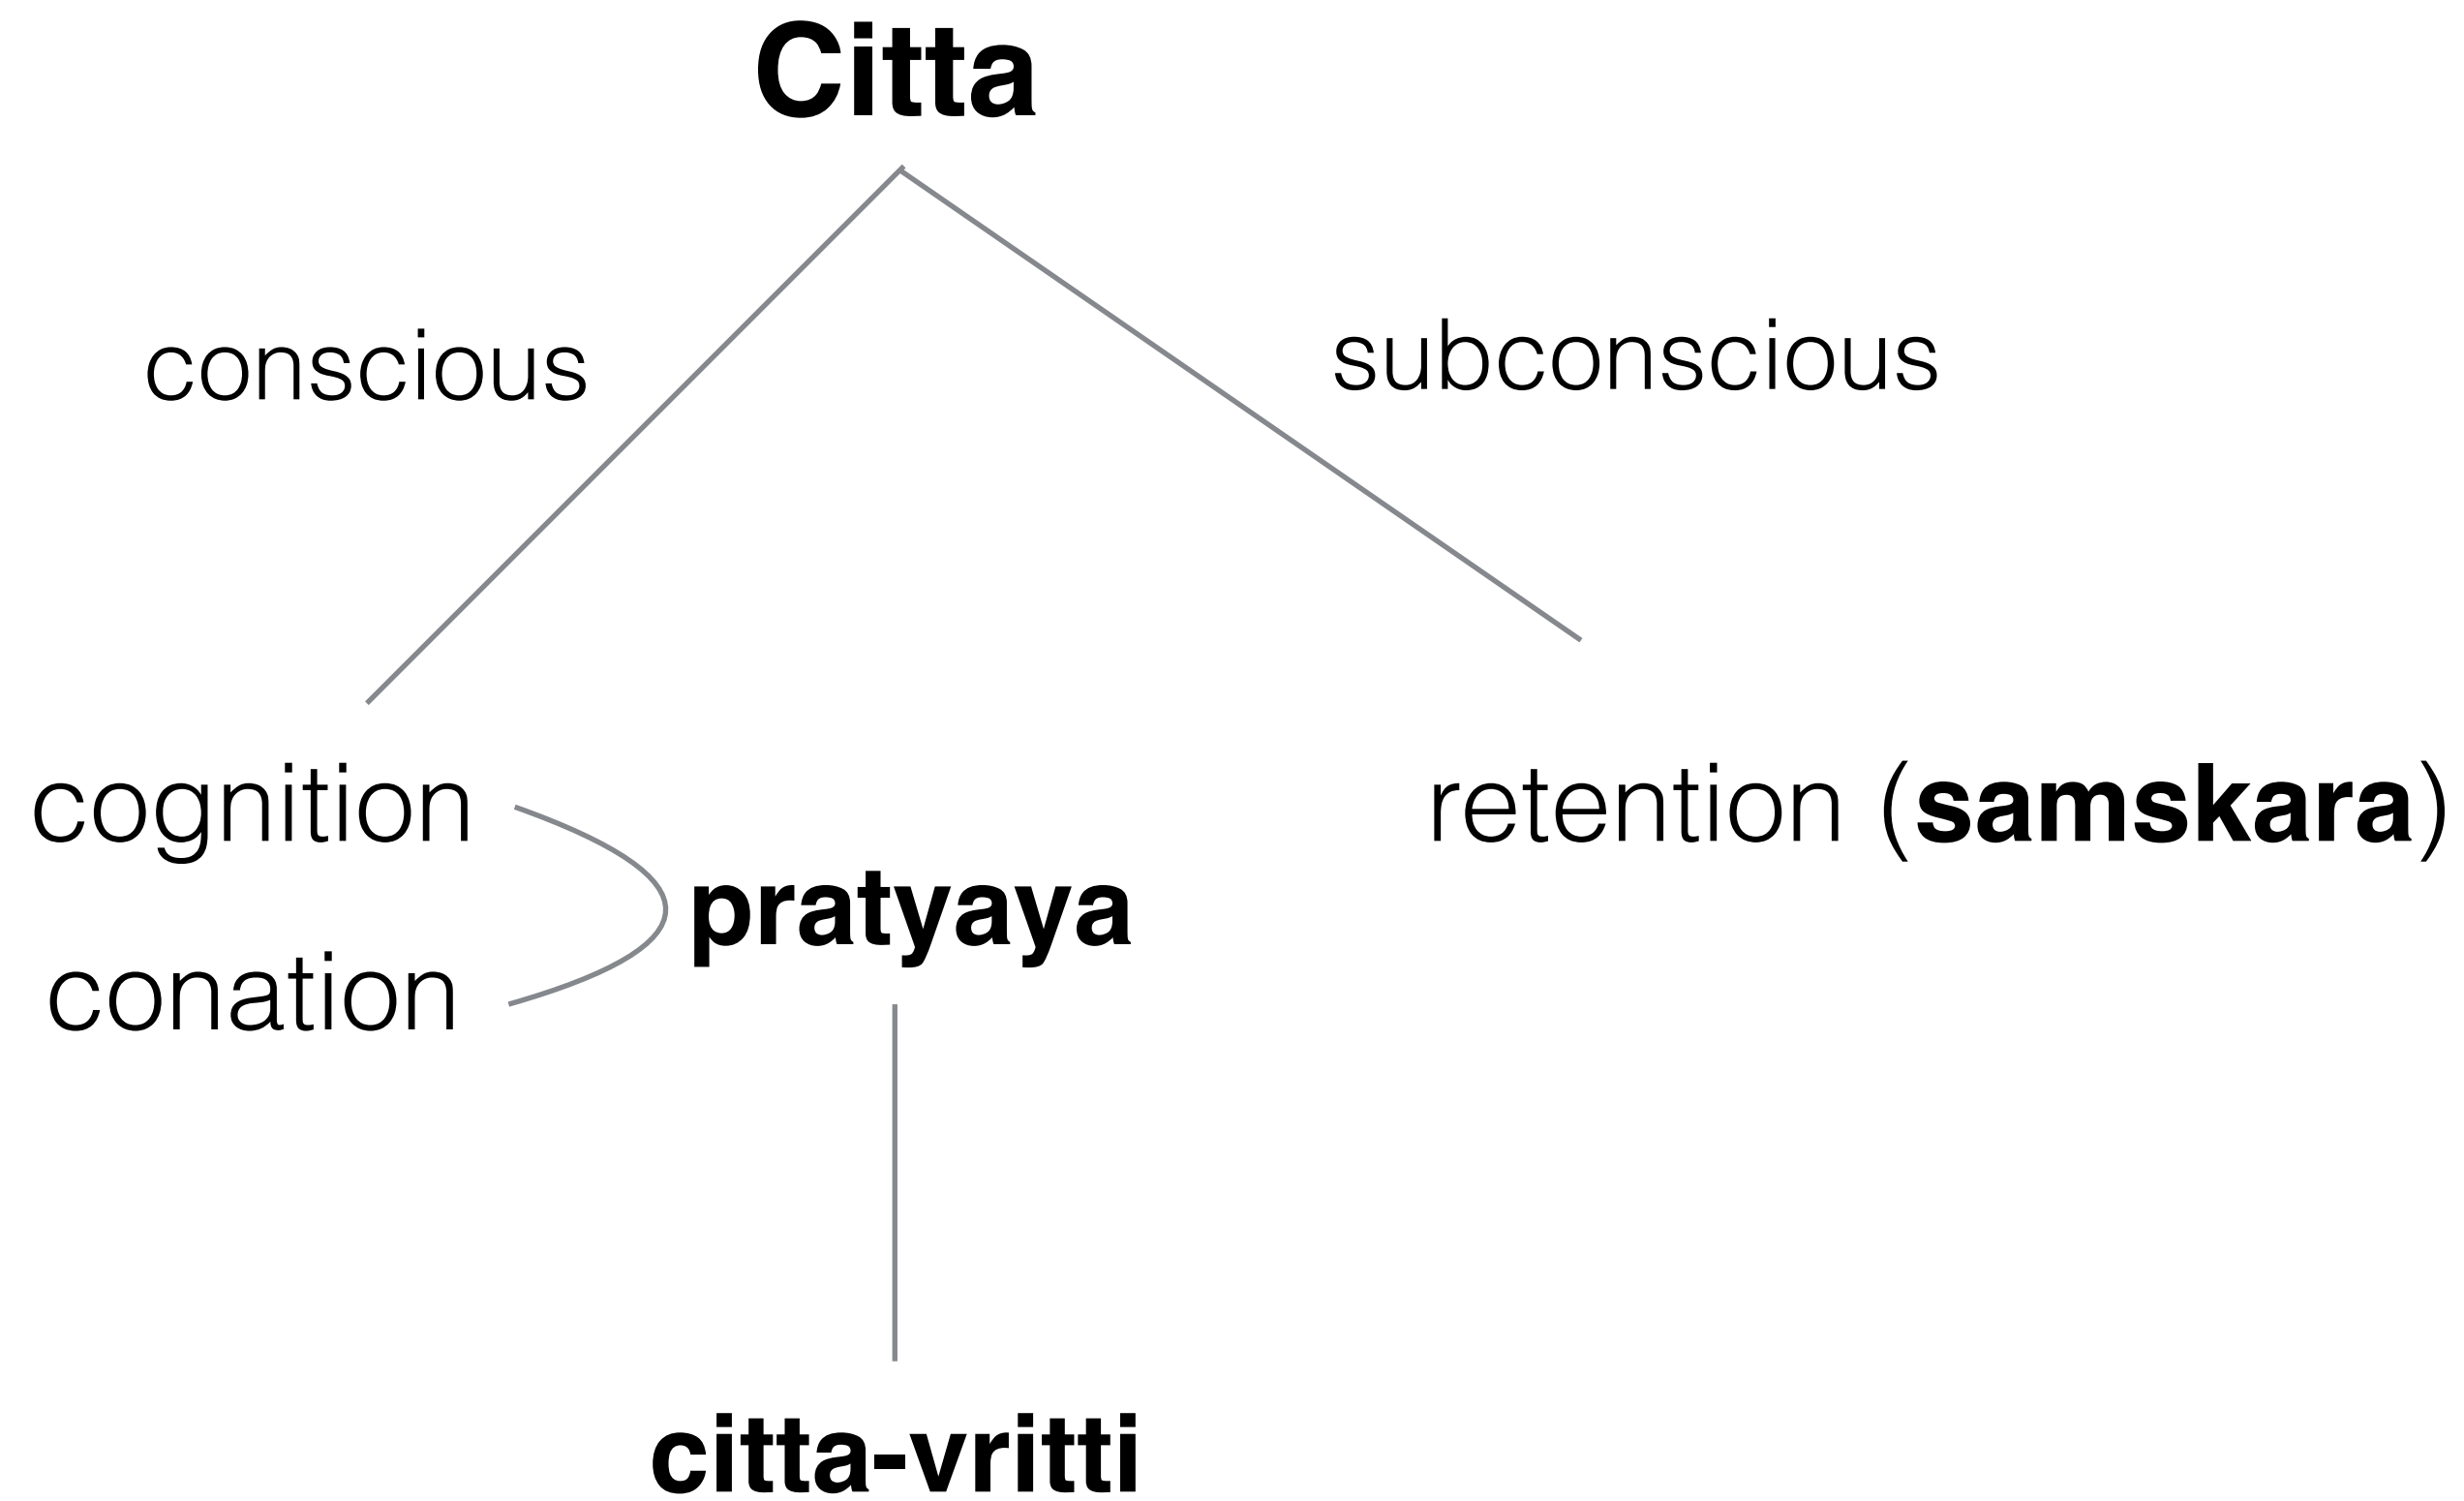 Citta
conscious
subconscious
cognition
retention (samskara)
pratyaya
conation
citta-vritti